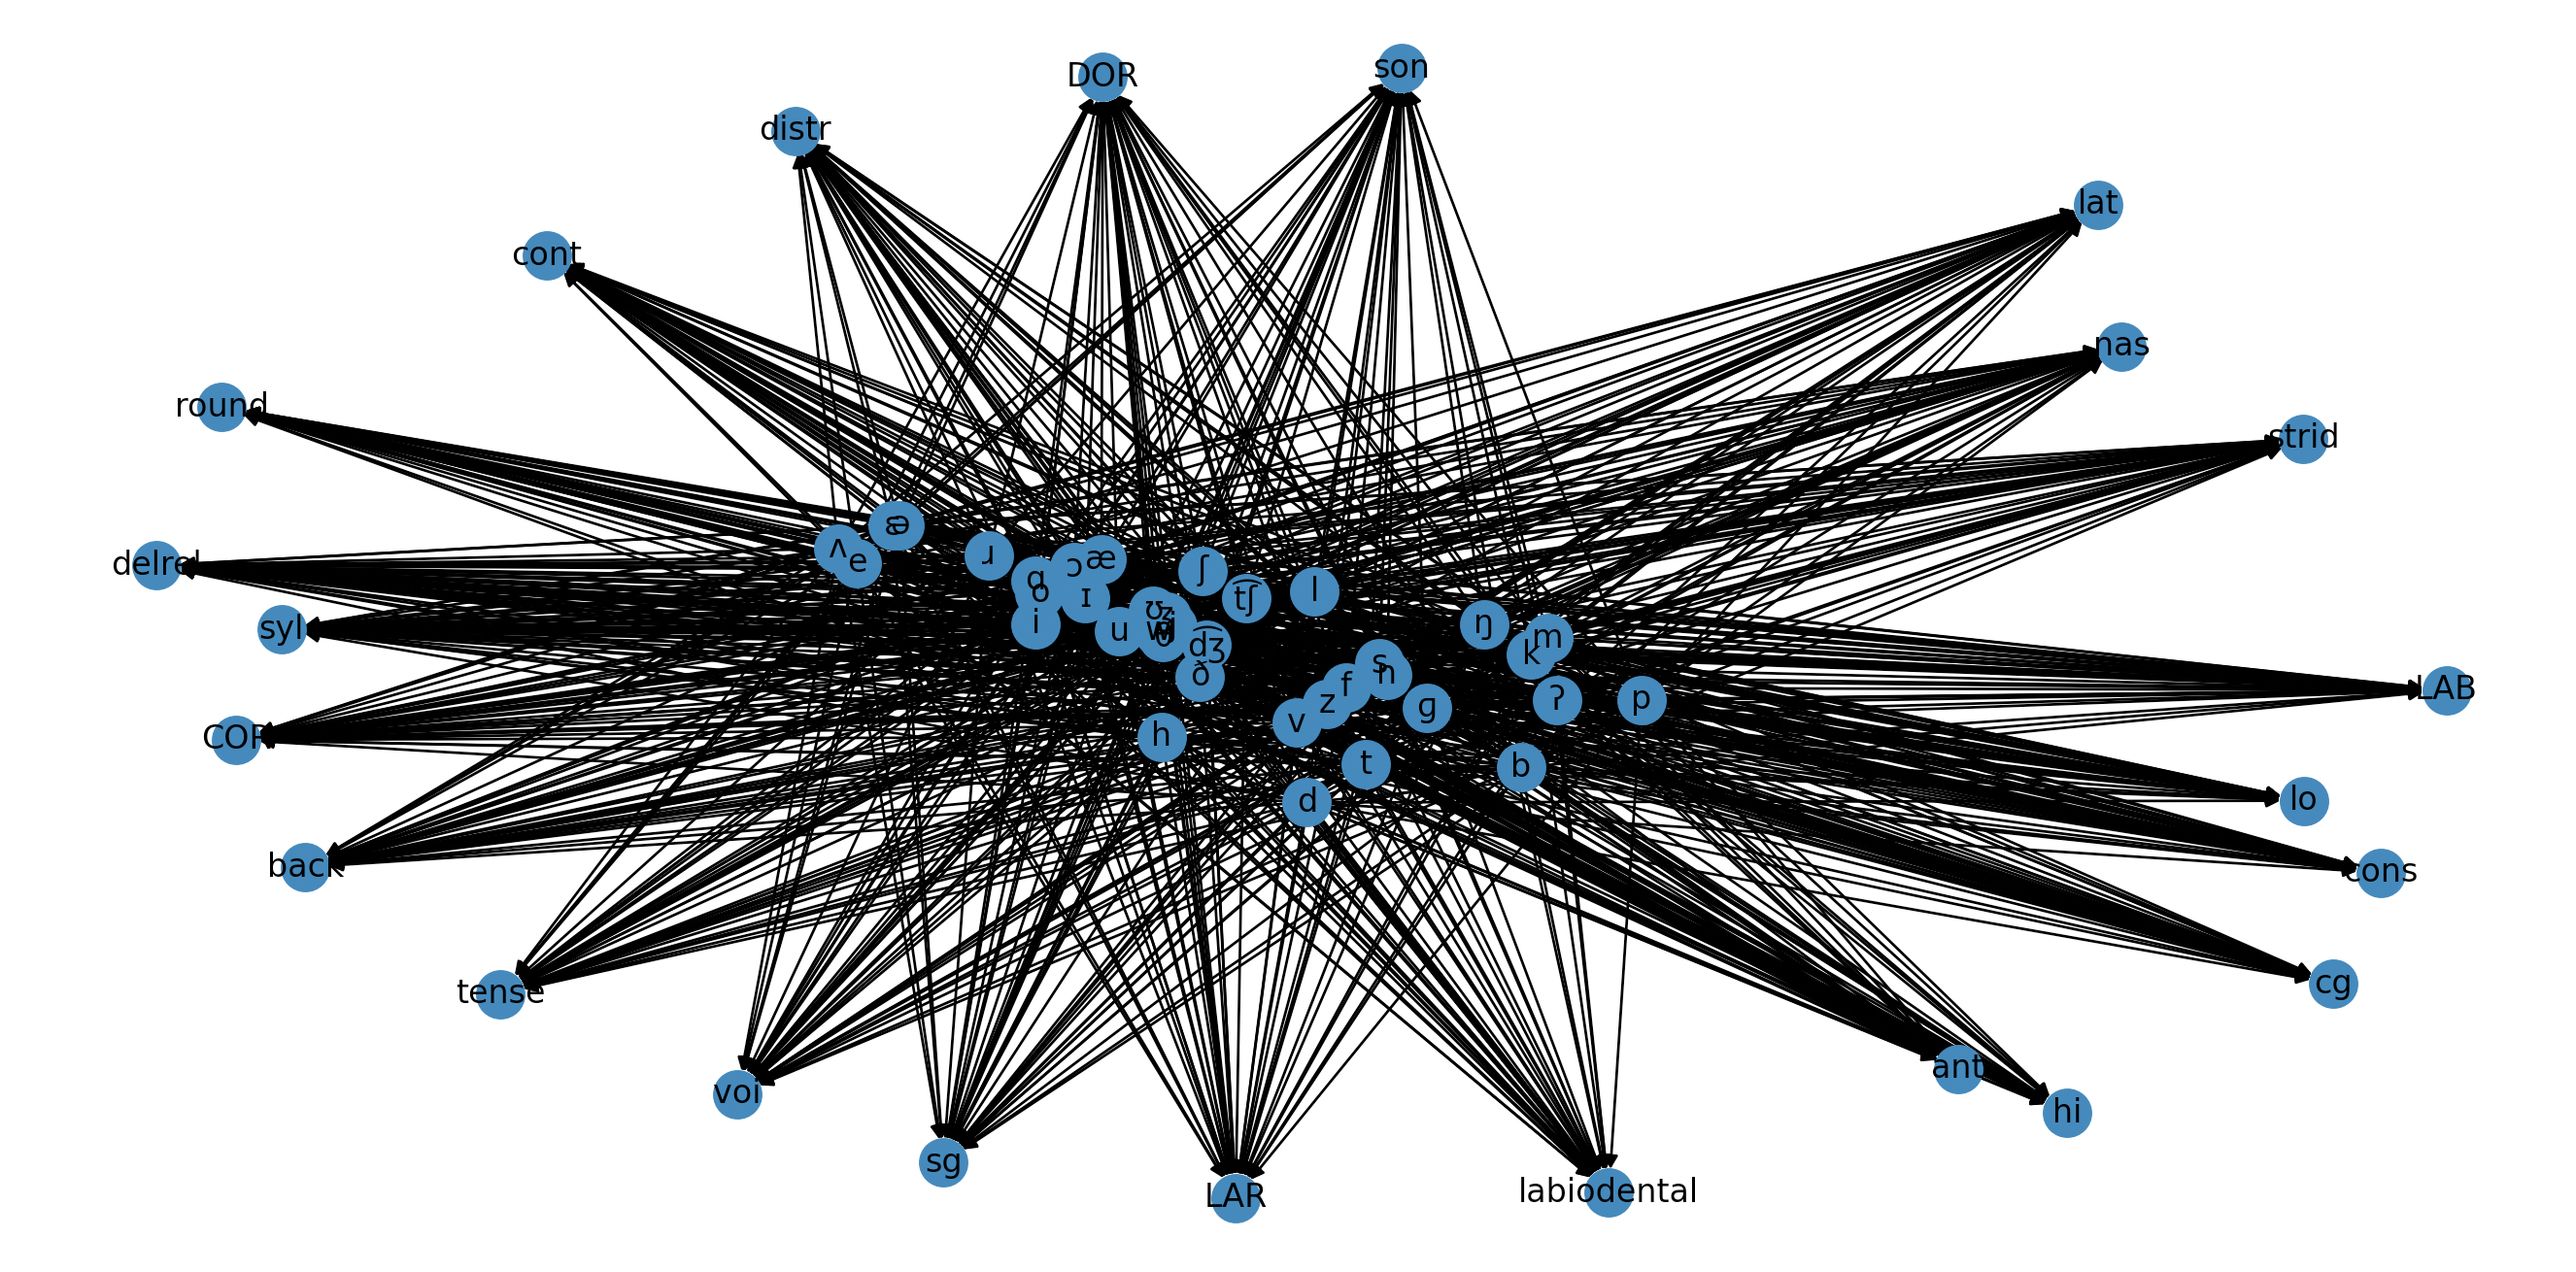 son
DOR
distr
lat
cont
nas
round
strid
ɹ
æ
ɔ
ʃ
delrel
ʌ
e
l
t͡ʃ
ɪ
i
u
ŋ
m
syl
d͡ʒ
k
s
n
ð
f
LAB
z
g
ʔ
p
v
COR
h
t
b
lo
d
back
cons
cg
tense
ant
voi
hi
sg
LAR
labiodental